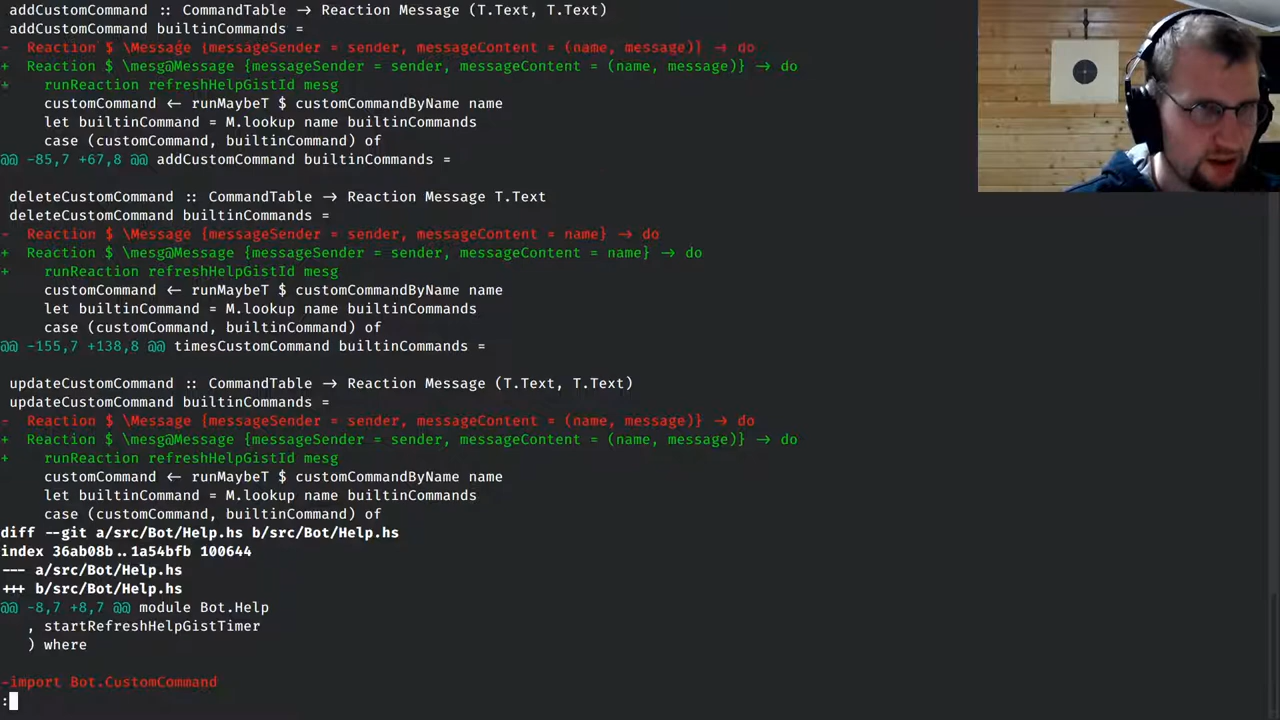 addCustomCommand :: CommandTable -> Reaction Message (T.Text, T.Text)
addCustomCommand builtinCommands =
-  Reaction $ \Message {messageSender = sender, messageContent = (name, message)} -> do
+  Reaction $ \mesg@Message {messageSender = sender, messageContent = (name, message)} -> do
+    runReaction refreshHelpGistId mesg
customCommand <- runMaybeT $ customCommandByName name
let builtinCommand = M.lookup name builtinCommands
case (customCommand, builtinCommand) of
@@ -85,7 +67,8 @@ addCustomCommand builtinCommands =
deleteCustomCommand :: CommandTable -> Reaction Message T.Text
deleteCustomCommand builtinCommands =
-  Reaction $ \Message {messageSender = sender, messageContent = name} -> do
+  Reaction $ \mesg@Message {messageSender = sender, messageContent = name} -> do
+    runReaction refreshHelpGistId mesg
customCommand <- runMaybeT $ customCommandByName name
let builtinCommand = M.lookup name builtinCommands
case (customCommand, builtinCommand) of
@@ -155,7 +138,8 @@ timesCustomCommand builtinCommands =
updateCustomCommand :: CommandTable -> Reaction Message (T.Text, T.Text)
updateCustomCommand builtinCommands =
-  Reaction $ \Message {messageSender = sender, messageContent = (name, message)} -> do
+  Reaction $ \mesg@Message {messageSender = sender, messageContent = (name, message)} -> do
+    runReaction refreshHelpGistId mesg
customCommand <- runMaybeT $ customCommandByName name
let builtinCommand = M.lookup name builtinCommands
case (customCommand, builtinCommand) of
diff --git a/src/Bot/Help.hs b/src/Bot/Help.hs
index 36ab08b..1a54bfb 100644
--- a/src/Bot/Help.hs
+++ b/src/Bot/Help.hs
@@ -8,7 +8,7 @@ module Bot.Help
, startRefreshHelpGistTimer
) where
-import Bot.CustomCommand
: